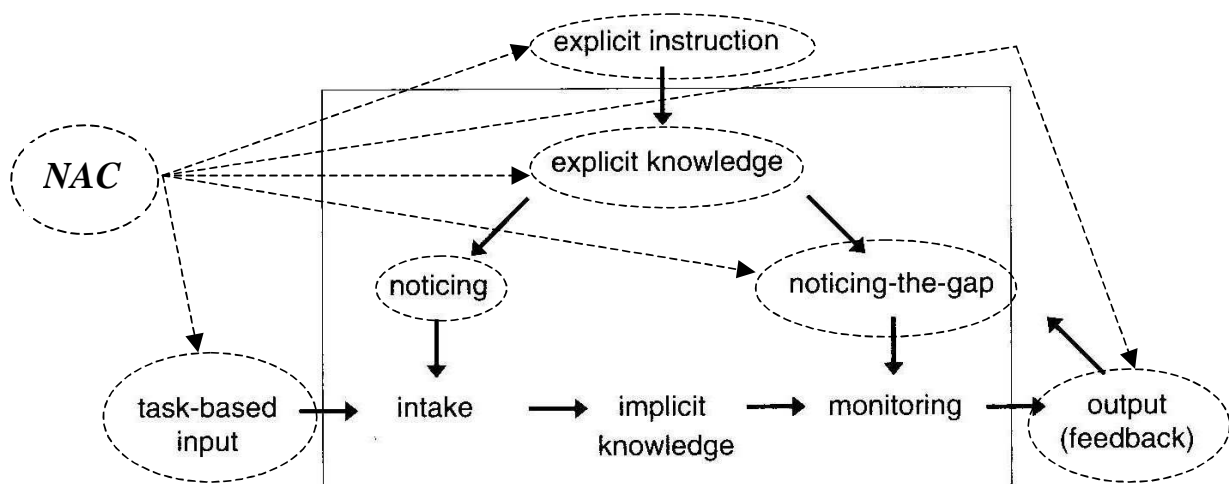 explicit instruction
NAC
explicit knowledge
noticing
noticing-the-gap
task-based
input
intake
implicit
knowledge
monitoring
output
(feedback)